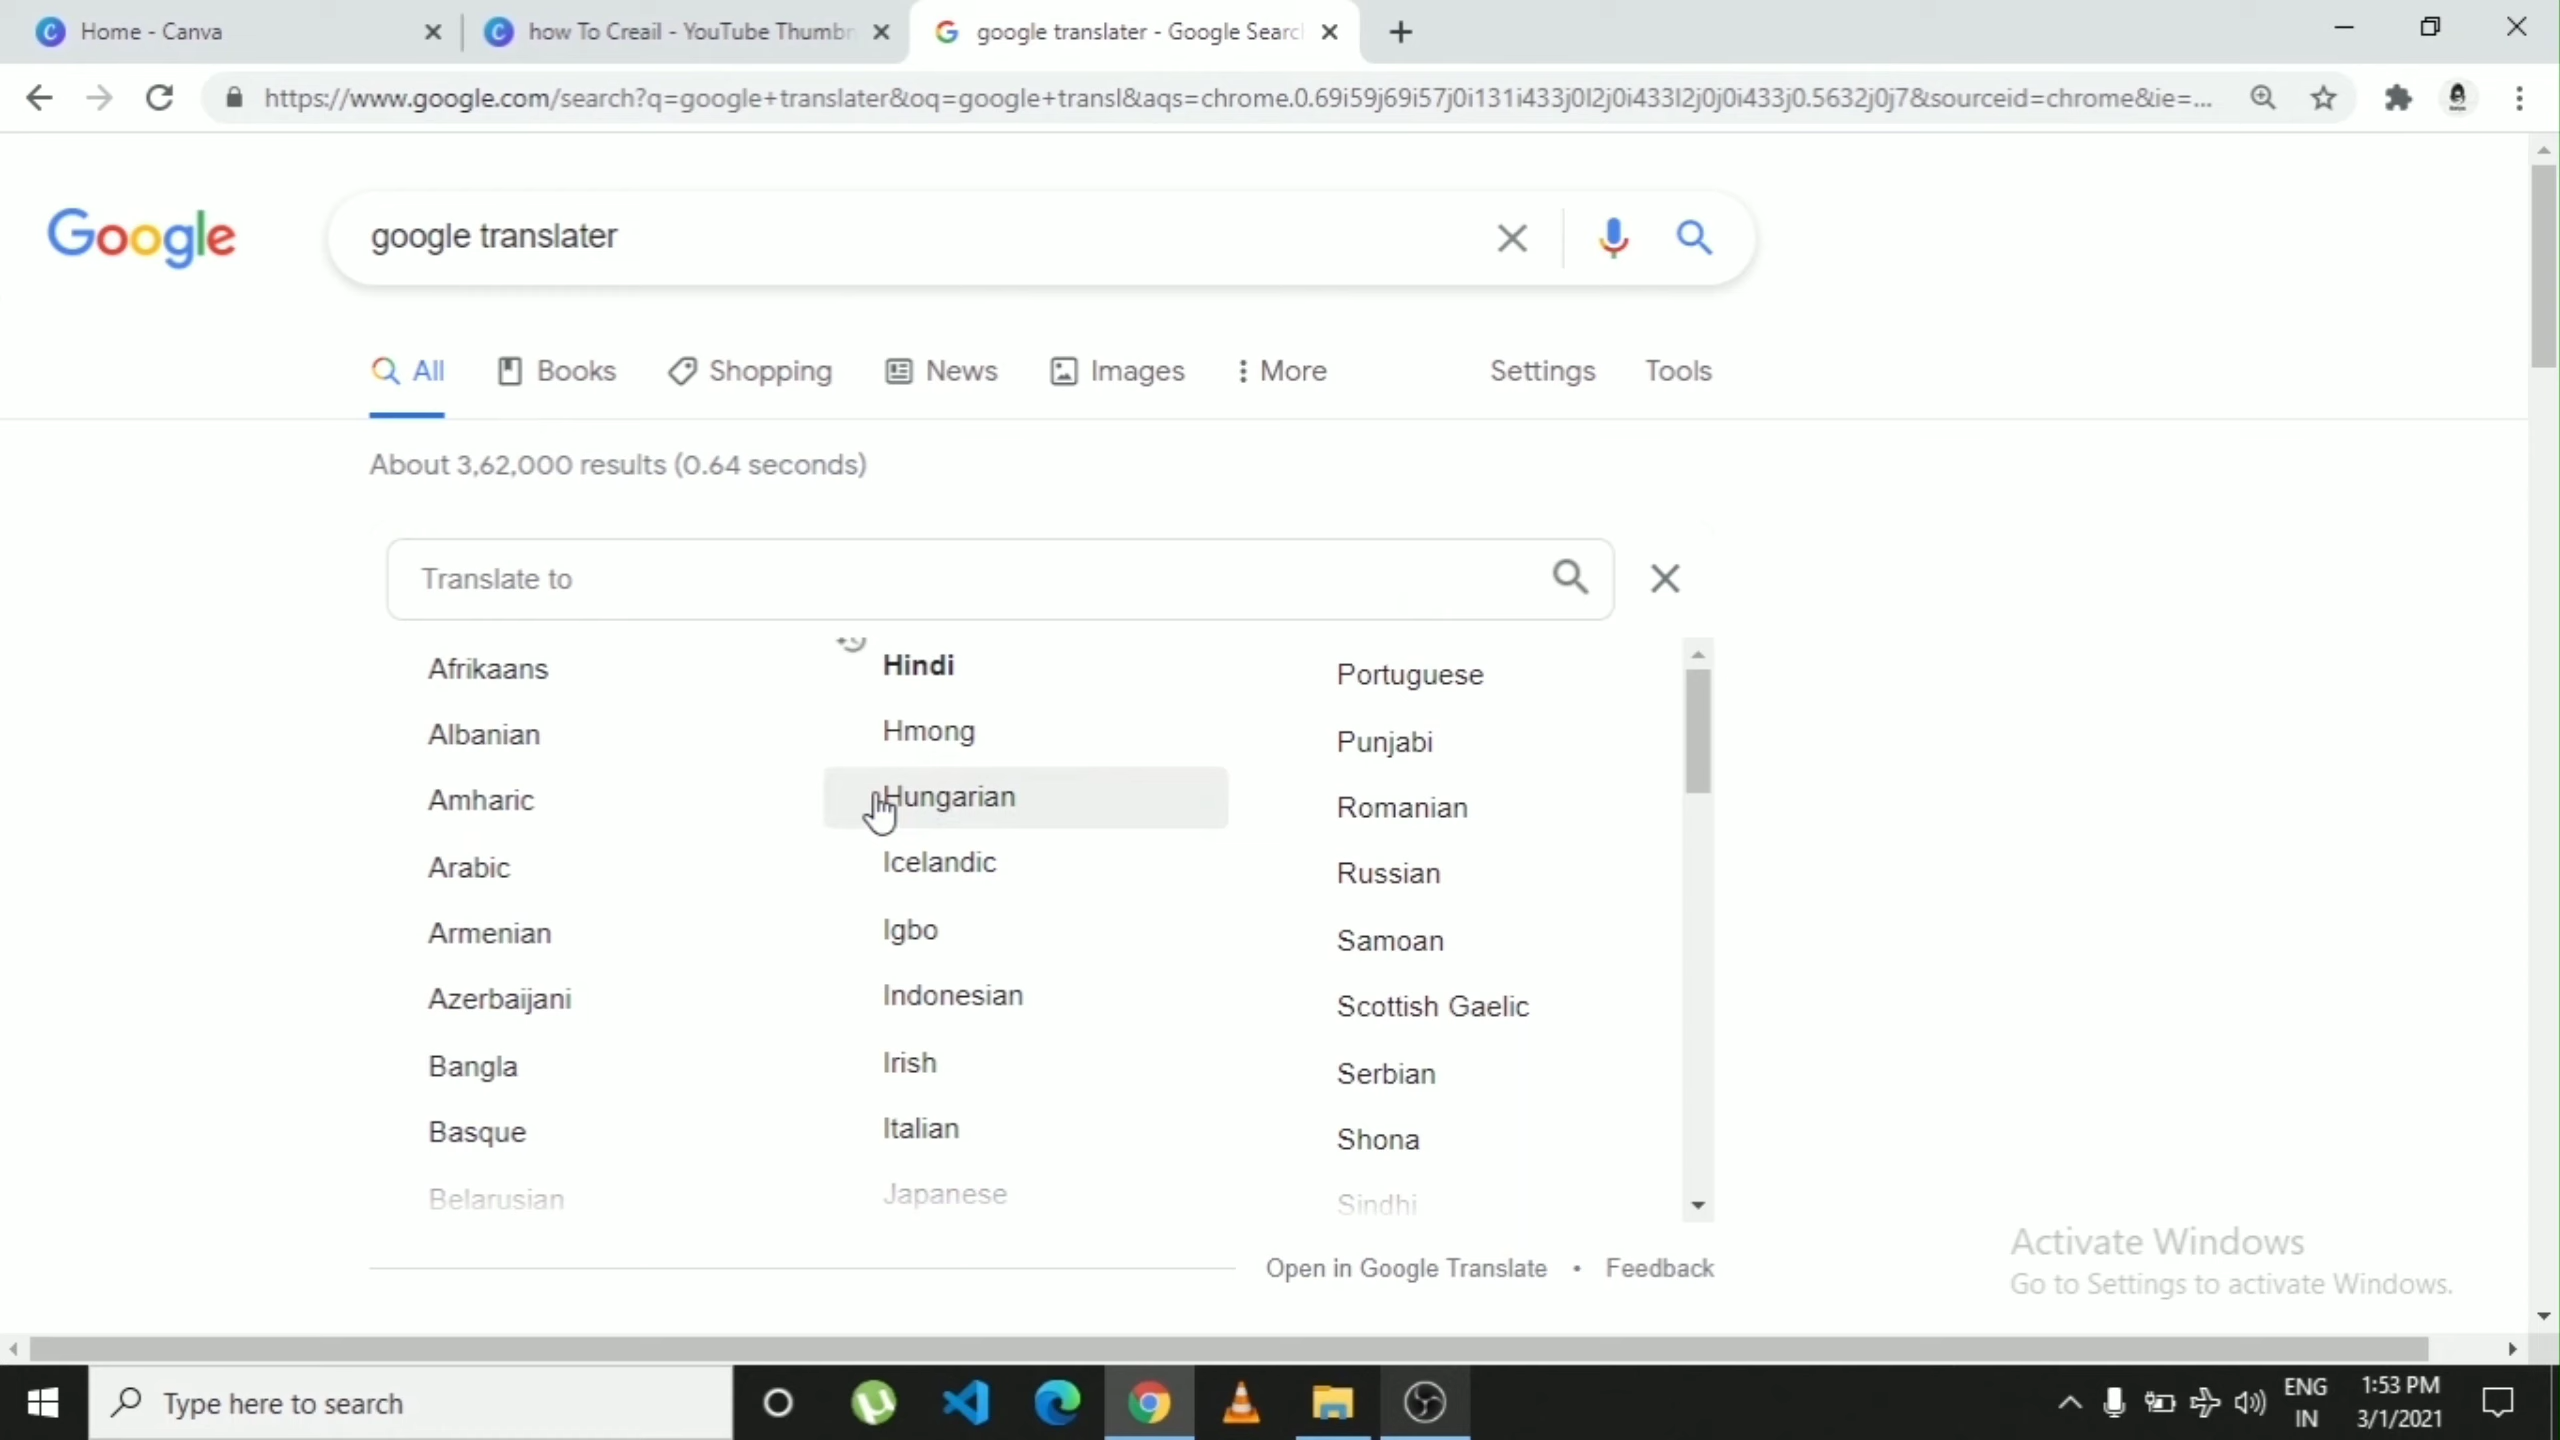 Home - Canva
how To Creail - YouTube Thumbn
google translater - Google Searc
https://www.google.com/search?q=google+translater&oq=google+transl&aqs=chrome.0.69i59j69i57j0i131i433j0l2j0i433l2j0j0i433j0.5632j0j7&sourceid=chrome&ie=...
Google
google translater
All Books Shopping News Images More Settings Tools
About 3,62,000 results (0.64 seconds)
Translate to
Afrikaans
Albanian
Amharic
Arabic
Armenian
Azerbaijani
Bangla
Basque
Belarusian
Hindi
Hmong
Hungarian
Icelandic
Igbo
Indonesian
Irish
Italian
Japanese
Portuguese
Punjabi
Romanian
Russian
Samoan
Scottish Gaelic
Serbian
Shona
Sindhi
Open in Google Translate • Feedback
Activate Windows
Go to Settings to activate Windows.
Type here to search
ENG
IN
1:53 PM
3/1/2021